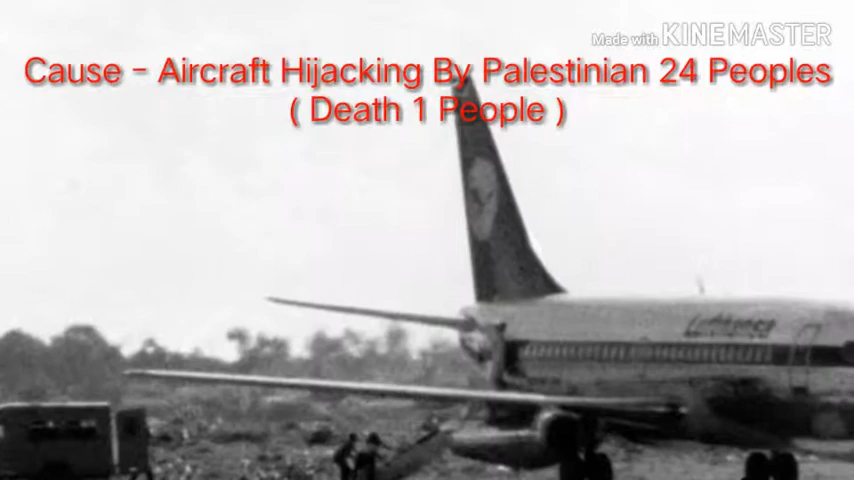 Made with KINEMASTER
Cause - Aircraft Hijacking By Palestinian 24 Peoples
( Death 1 People )
Lufthansa